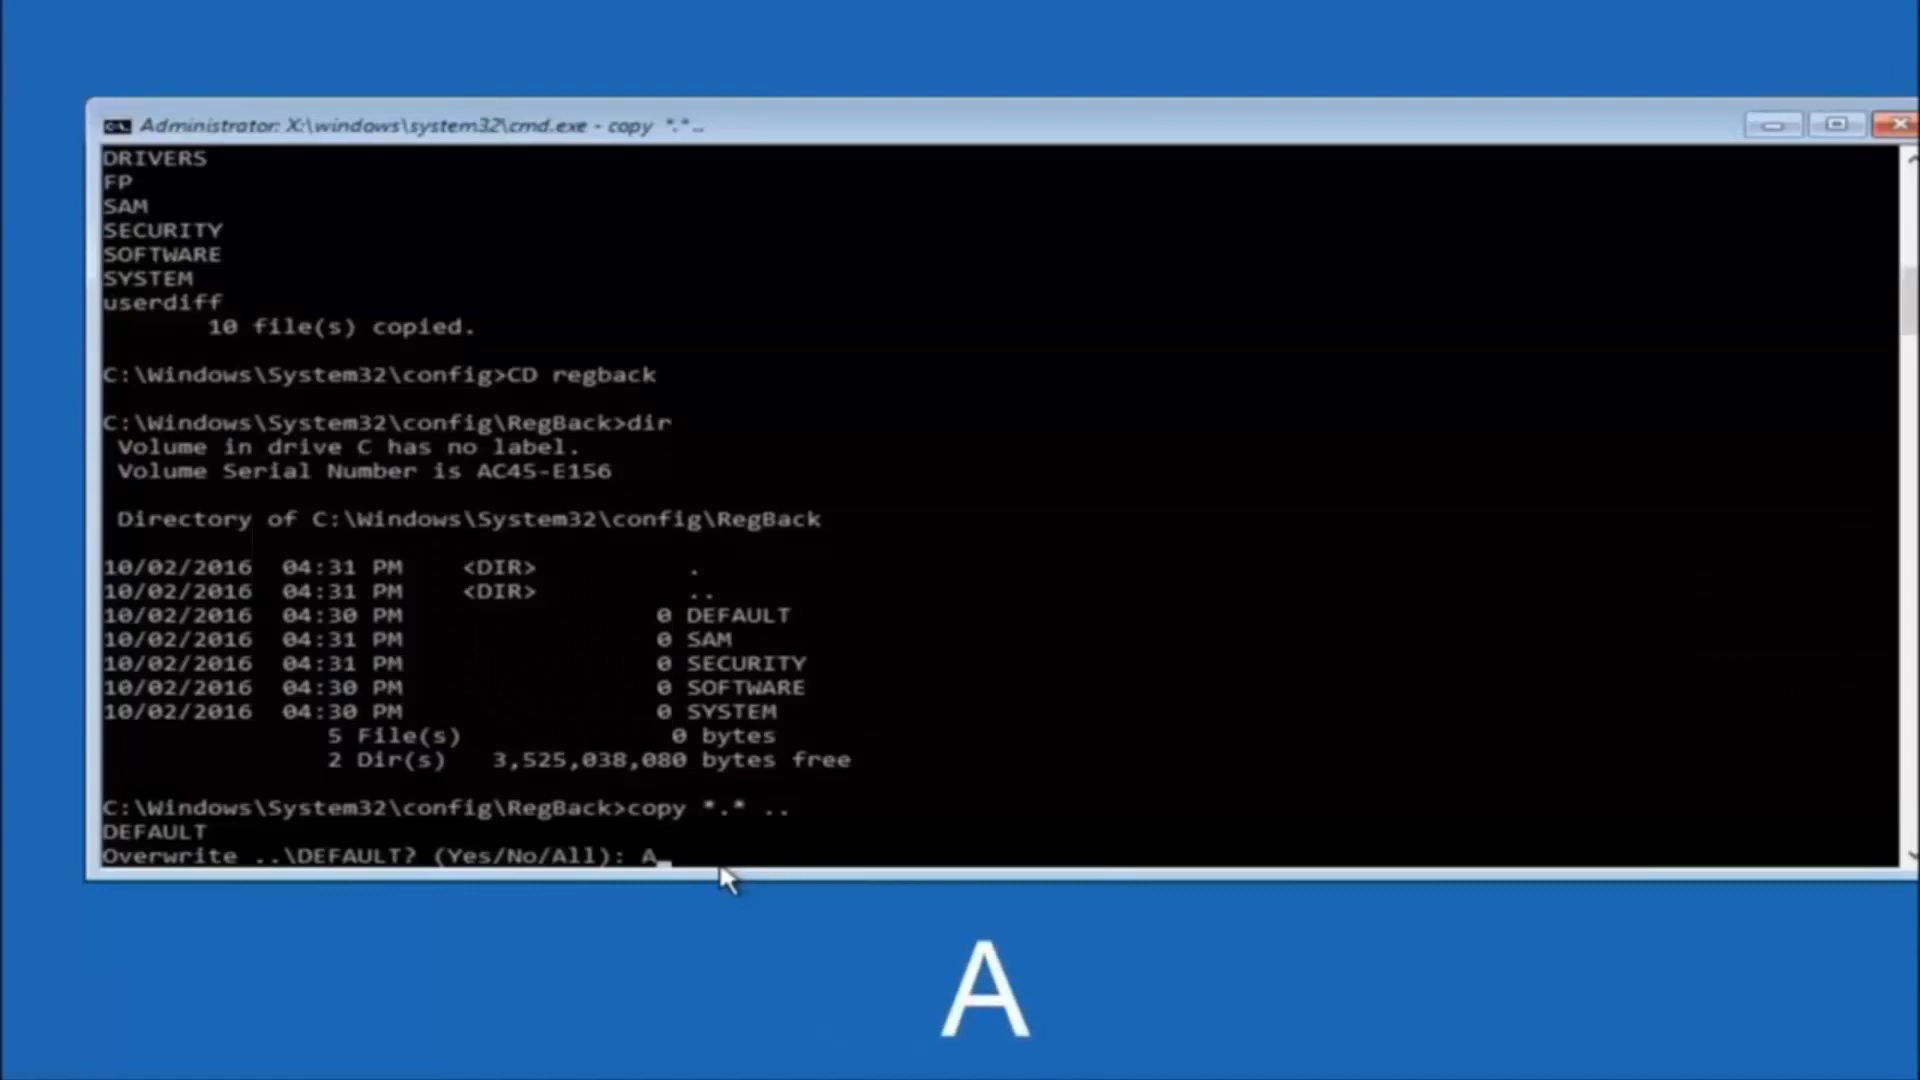 Administrator: X:\windows\system32\cmd.exe - copy *.* ..
DRIVERS
FP
SAM
SECURITY
SOFTWARE
SYSTEM
userdiff
10 file(s) copied.
C:\Windows\System32\config>CD regback
C:\Windows\System32\config\RegBack>dir
Volume in drive C has no label.
Volume Serial Number is AC45-E156
Directory of C:\Windows\System32\config\RegBack
10/02/2016 04:31 PM <DIR> .
10/02/2016 04:31 PM <DIR> ..
10/02/2016 04:30 PM 0 DEFAULT
10/02/2016 04:31 PM 0 SAM
10/02/2016 04:31 PM 0 SECURITY
10/02/2016 04:30 PM 0 SOFTWARE
10/02/2016 04:30 PM 0 SYSTEM
5 File(s) 0 bytes
2 Dir(s) 3,525,038,080 bytes free
C:\Windows\System32\config\RegBack>copy *.* ..
DEFAULT
Overwrite ..\DEFAULT? (Yes/No/All): A_
A